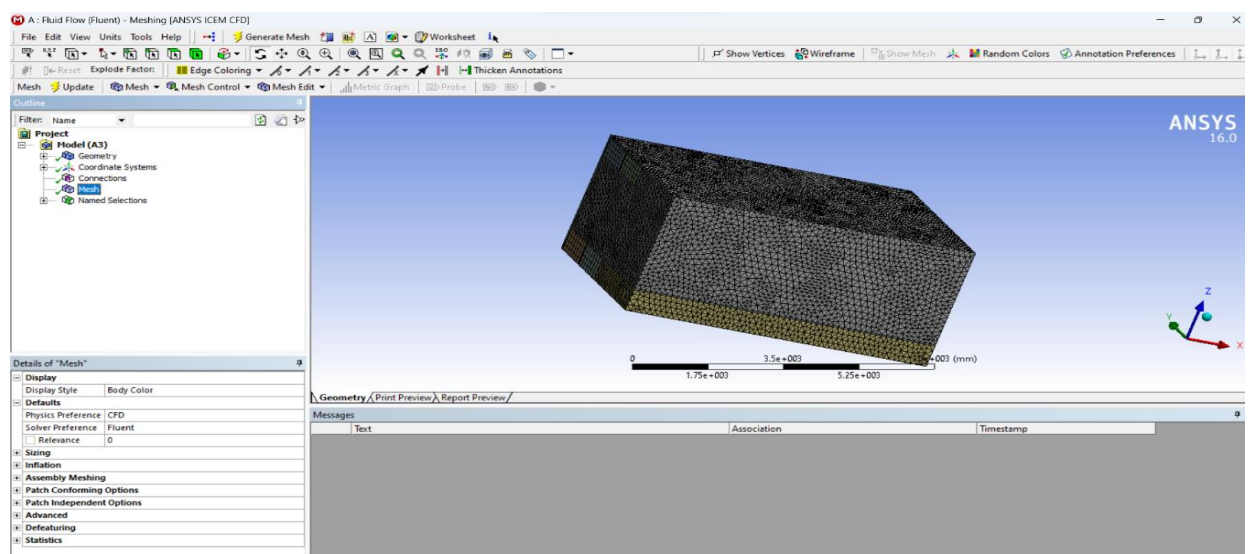 A : Fluid Flow (Fluent) - Meshing [ANSYS ICEM CFD]
File Edit View Units Tools Help Generate Mesh A Worksheet
Show Vertices Wireframe Show Mesh Random Colors Annotation Preferences
Reset Explode Factor: Edge Coloring Thicken Annotations
Mesh Update Mesh Mesh Control Mesh Edit Metric Graph Probe
Outline
Filter: Name
Project
Model (A3)
Geometry
Coordinate Systems
Connections
Mesh
Named Selections
ANSYS
16.0
Z
Y
X
0 3.5e+003 +003 (mm)
1.75e+003 5.25e+003
Details of "Mesh"
Display
Display Style Body Color
Defaults
Physics Preference CFD
Solver Preference Fluent
Relevance 0
Sizing
Inflation
Assembly Meshing
Patch Conforming Options
Patch Independent Options
Advanced
Defeaturing
Statistics
Geometry Print Preview Report Preview
Messages
Text Association Timestamp